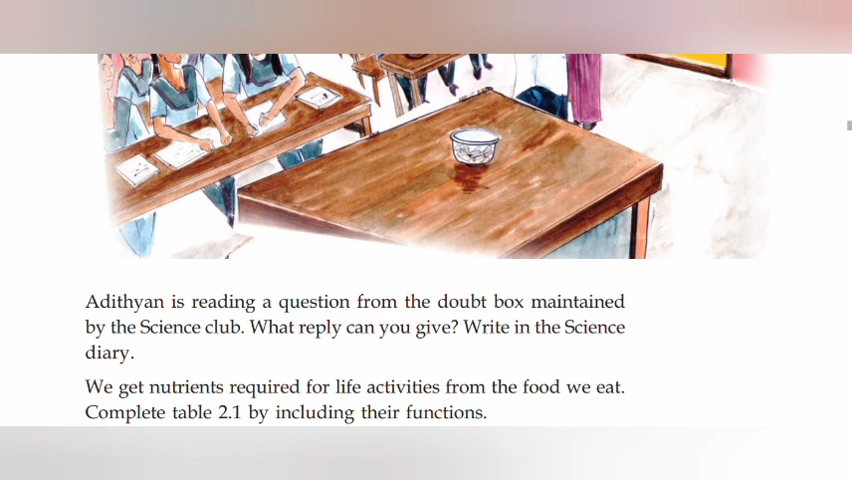 Adithyan is reading a question from the doubt box maintained
by the Science club. What reply can you give? Write in the Science
diary.
We get nutrients required for life activities from the food we eat.
Complete table 2.1 by including their functions.